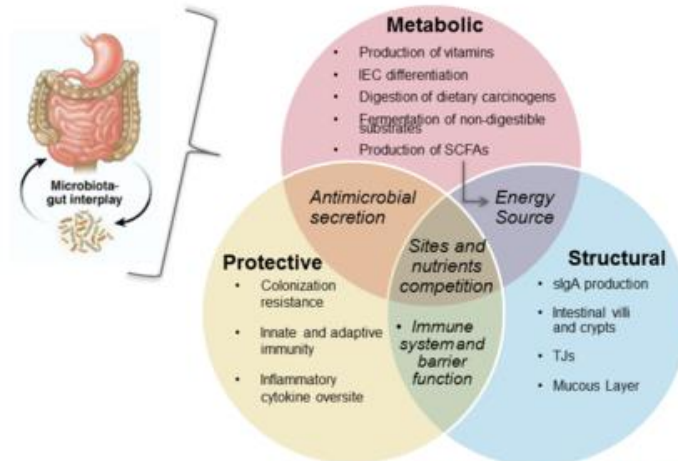 Metabolic
• Production of vitamins
• IEC differentiation
• Digestion of dietary carcinogens
• Fermentation of non-digestible
substrates
• Production of SCFAs
Microbiota-
gut interplay
Antimicrobial
secretion
Energy
Source
Sites and
nutrients
competition
Protective
• Colonization
resistance
• Innate and adaptive
immunity
• Inflammatory
cytokine oversite
• Immune
system and
barrier
function
Structural
• sIgA production
• Intestinal villi
and crypts
• TJs
• Mucous Layer